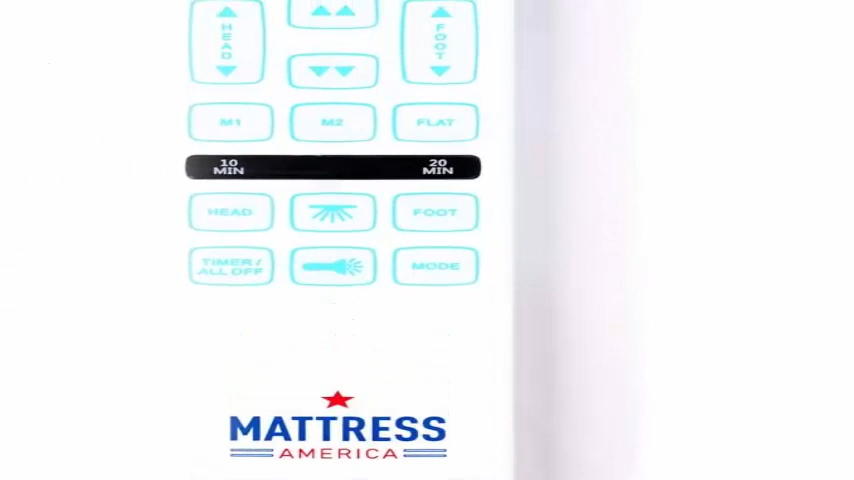 HEAD
FOOT
M1 M2 FLAT
10 MIN 20 MIN
HEAD FOOT
TIMER / ALL OFF MODE
MATTRESS
AMERICA